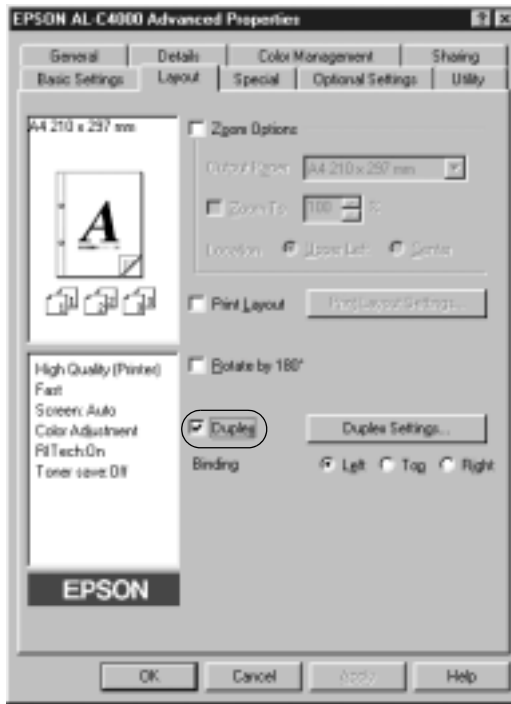 EPSON AL-C4000 Advanced Properties
General Details Color Management Sharing
Basic Settings Layout Special Optional Settings Utility
A4 210 x 297 mm
A
1 2 3
Zoom Options
Output Paper: A4 210 x 297 mm
Zoom To 100 %
Location Upper Left Center
Print Layout Print Layout Settings...
Rotate by 180°
Duplex Duplex Settings...
Binding Left Top Right
High Quality (Printer)
Fast
Screen: Auto
Color Adjustment
RITech:On
Toner save:Off
EPSON
OK Cancel Apply Help